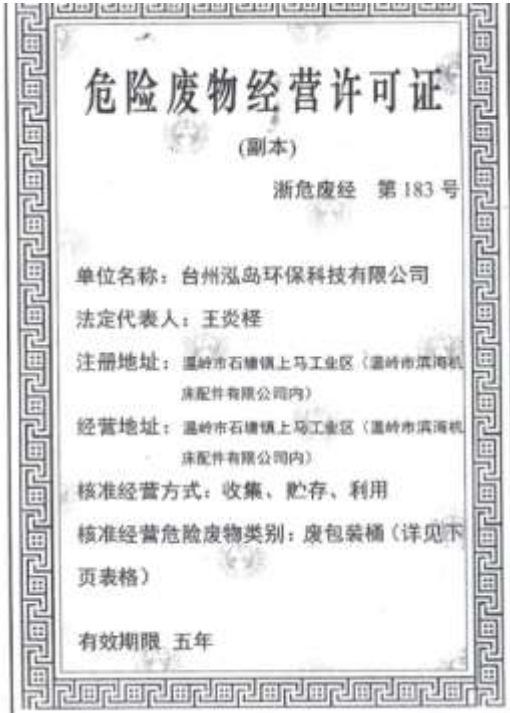 危险废物经营许可证
(副本)
浙危废经 第 183 号
单位名称：台州泓岛环保科技有限公司
法定代表人：王炎柽
注册地址：温岭市石塘镇上马工业区（温岭市滨海机
床配件有限公司内）
经营地址：温岭市石塘镇上马工业区（温岭市滨海机
床配件有限公司内）
核准经营方式：收集、贮存、利用
核准经营危险废物类别：废包装桶（详见下
页表格）
有效期限 五年